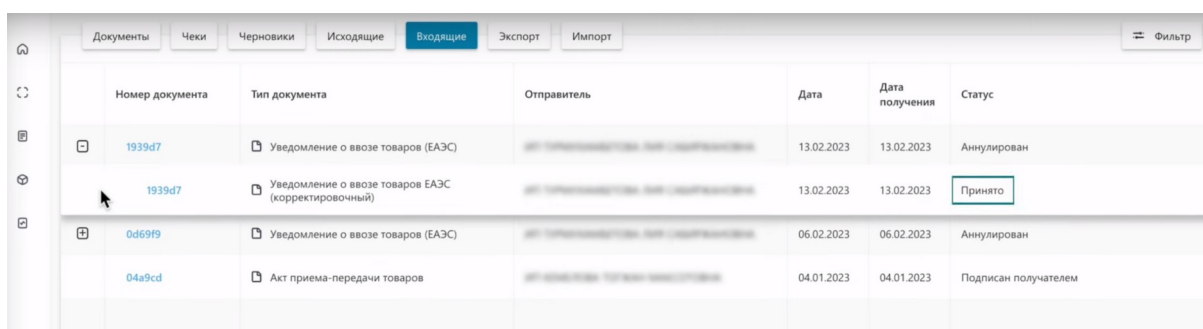 Документы Чеки Черновики Исходящие Входящие Экспорт Импорт Фильтр
Номер документа Тип документа Отправитель Дата Дата получения Статус
1939d7 Уведомление о ввозе товаров (ЕАЭС) 13.02.2023 13.02.2023 Аннулирован
1939d7 Уведомление о ввозе товаров ЕАЭС (корректировочный) 13.02.2023 13.02.2023 Принято
0d69f9 Уведомление о ввозе товаров (ЕАЭС) 06.02.2023 06.02.2023 Аннулирован
04a9cd Акт приема-передачи товаров 04.01.2023 04.01.2023 Подписан получателем